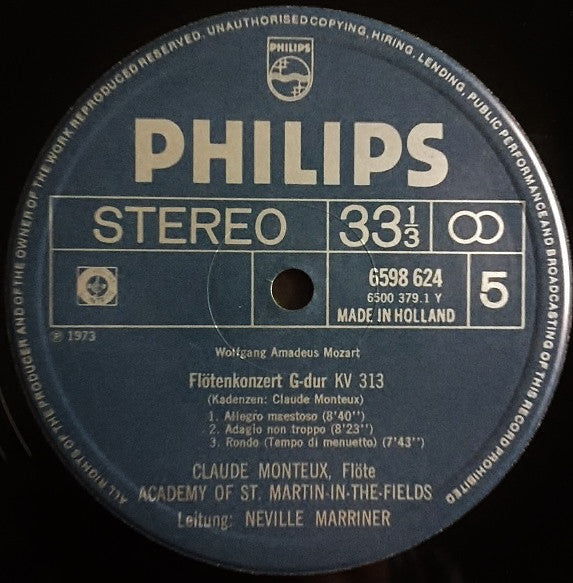 ALL RIGHTS OF THE PRODUCER AND OF THE OWNER OF THE WORK REPRODUCED RESERVED. UNAUTHORISED COPYING, HIRING, LENDING, PUBLIC PERFORMANCE AND BROADCASTING OF THIS RECORD PROHIBITED
PHILIPS
PHILIPS
STEREO 33⅓
6598 624
6500 379.1 Y
MADE IN HOLLAND
5
℗ 1973
Wolfgang Amadeus Mozart
Flötenkonzert G-dur KV 313
(Kadenzen: Claude Monteux)
1. Allegro maestoso (8'40'')
2. Adagio non troppo (8'23'')
3. Rondo (Tempo di menuetto) (7'43'')
CLAUDE MONTEUX, Flöte
ACADEMY OF ST. MARTIN-IN-THE-FIELDS
Leitung: NEVILLE MARRINER